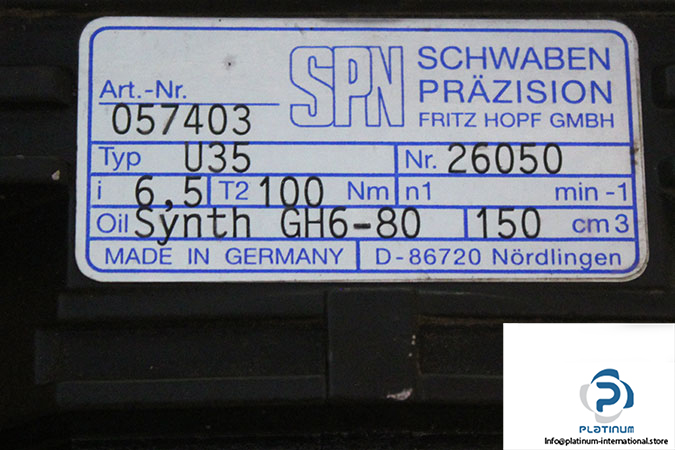 Art.-Nr.
057403
SPN
SCHWABEN
PRÄZISION
FRITZ HOPF GMBH
Typ U35 Nr. 26050
i 6,5 T2 100 Nm n1 min -1
Oil Synth GH6-80 150 cm3
MADE IN GERMANY D-86720 Nördlingen
PLATINUM
Info@platinum-international.store